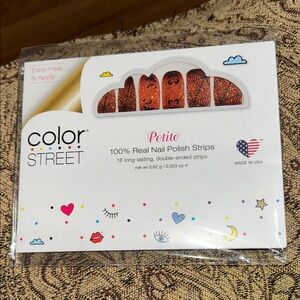 Easy Peel
& Apply
color
STREET
Petite
100% Real Nail Polish Strips
16 long-lasting, double-ended strips
net wt 0.62 g / 0.022 oz ℮
MADE IN USA